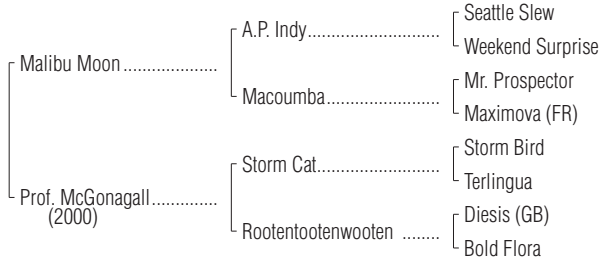 Seattle Slew
A.P. Indy..............................
Weekend Surprise
Malibu Moon ...................
Mr. Prospector
Macoumba..........................
Maximova (FR)
Storm Bird
Storm Cat............................
Terlingua
Prof. McGonagall.............
(2000)
Diesis (GB)
Rootentootenwooten ........
Bold Flora